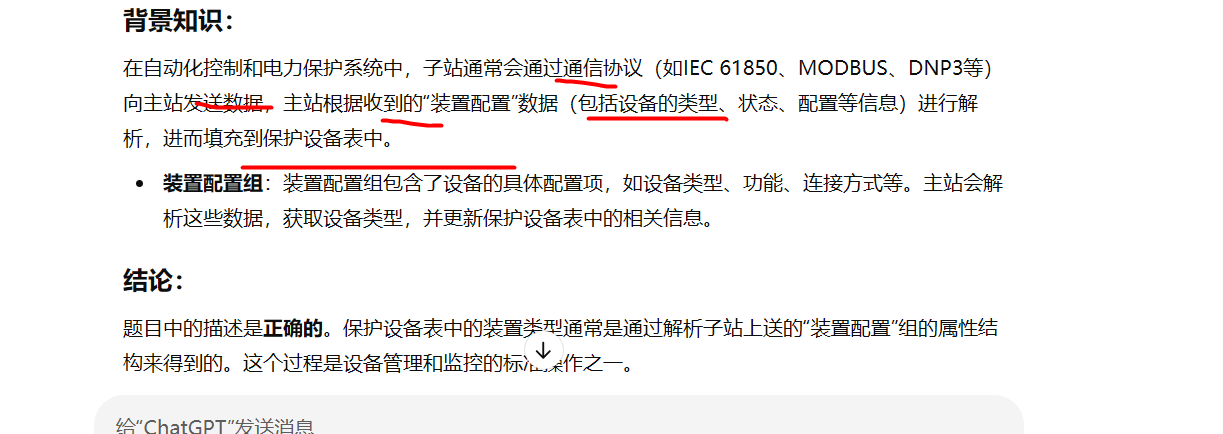 背景知识：
在自动化控制和电力保护系统中，子站通常会通过通信协议（如IEC 61850、MODBUS、DNP3等）
向主站发送数据，主站根据收到的“装置配置”数据（包括设备的类型、状态、配置等信息）进行解
析，进而填充到保护设备表中。
• 装置配置组：装置配置组包含了设备的具体配置项，如设备类型、功能、连接方式等。主站会解
析这些数据，获取设备类型，并更新保护设备表中的相关信息。
结论：
题目中的描述是正确的。保护设备表中的装置类型通常是通过解析子站上送的“装置配置”组的属性结
构来得到的。这个过程是设备管理和监控的标准操作之一。
给“ChatGPT”发送消息